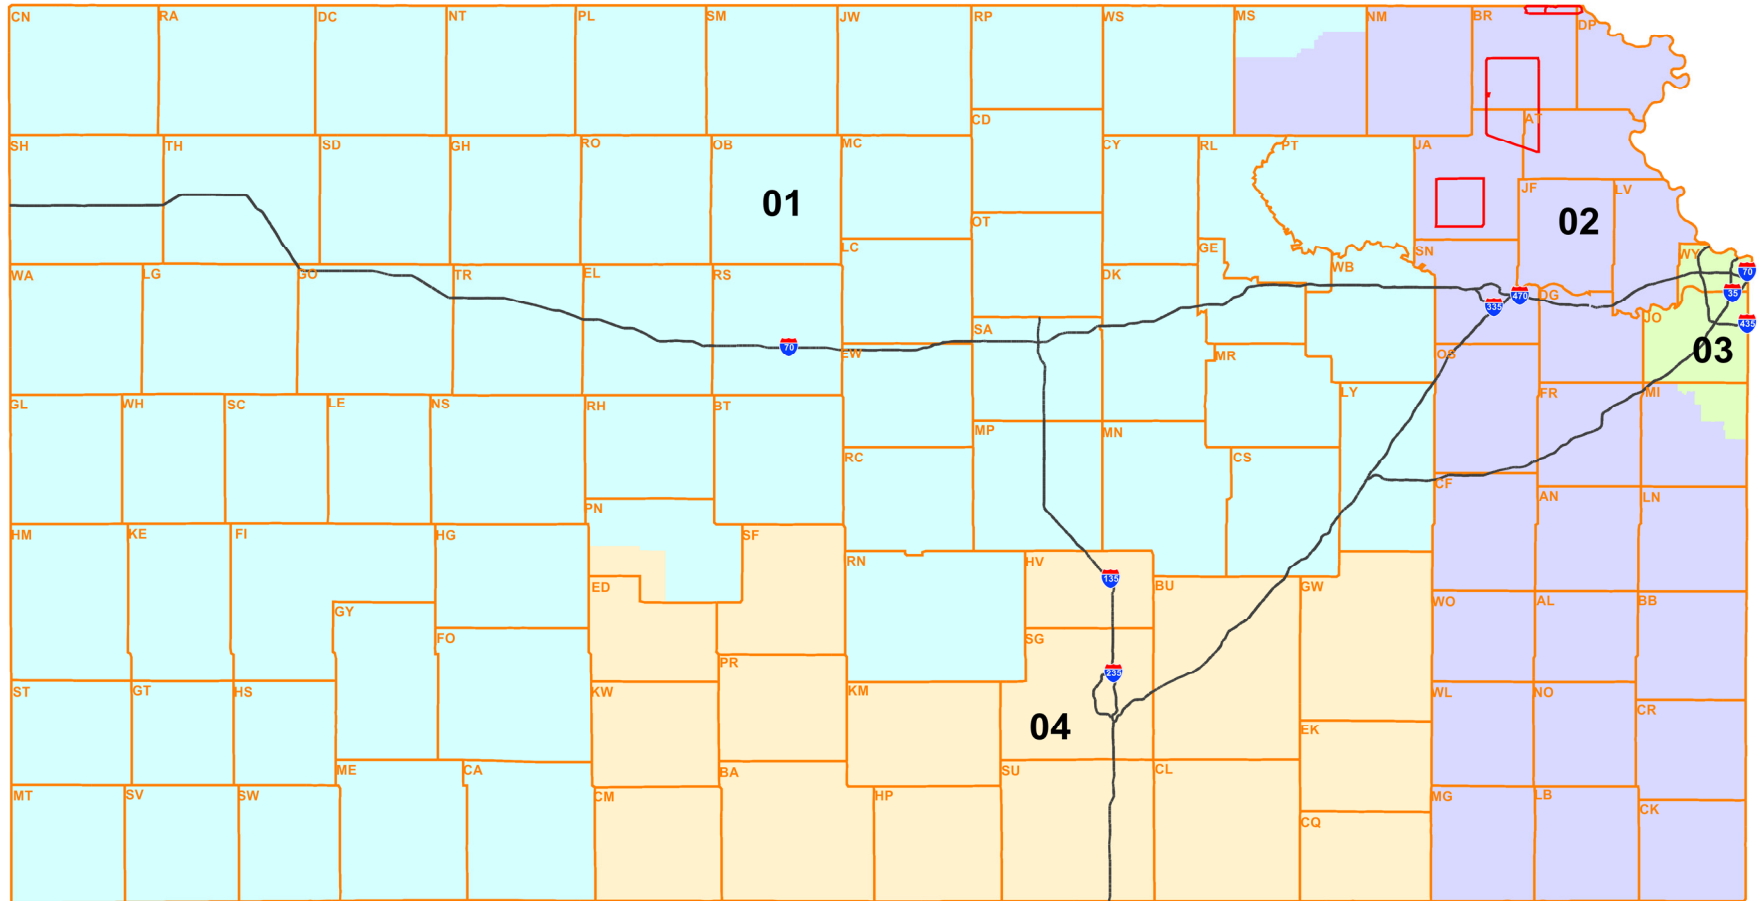 CN RA DC NT PL SM JW RP WS MS NM BR DP
CD
SH TH SD GH RO OB MC CY RL PT JA AT
01
JF LV
02
OT
LC GE SN
WA LG SO TR EL RS DK WB WY
70
470 DG 35
335 JO 435
SA
EW MR OS 03
GL WH SC LE NS RH BT LY FR MI
70
MP MN
RC CS
CF
AN LN
PN
HM KE FI HG SF
RN HV
135
ED BU GW
WO AL BB
GY
FO SG
PR
235
ST GT HS KW KM WL NO
CR
04
EK
ME CA BA SU CL
MT SV SW CM HP MG LB
CK
CQ